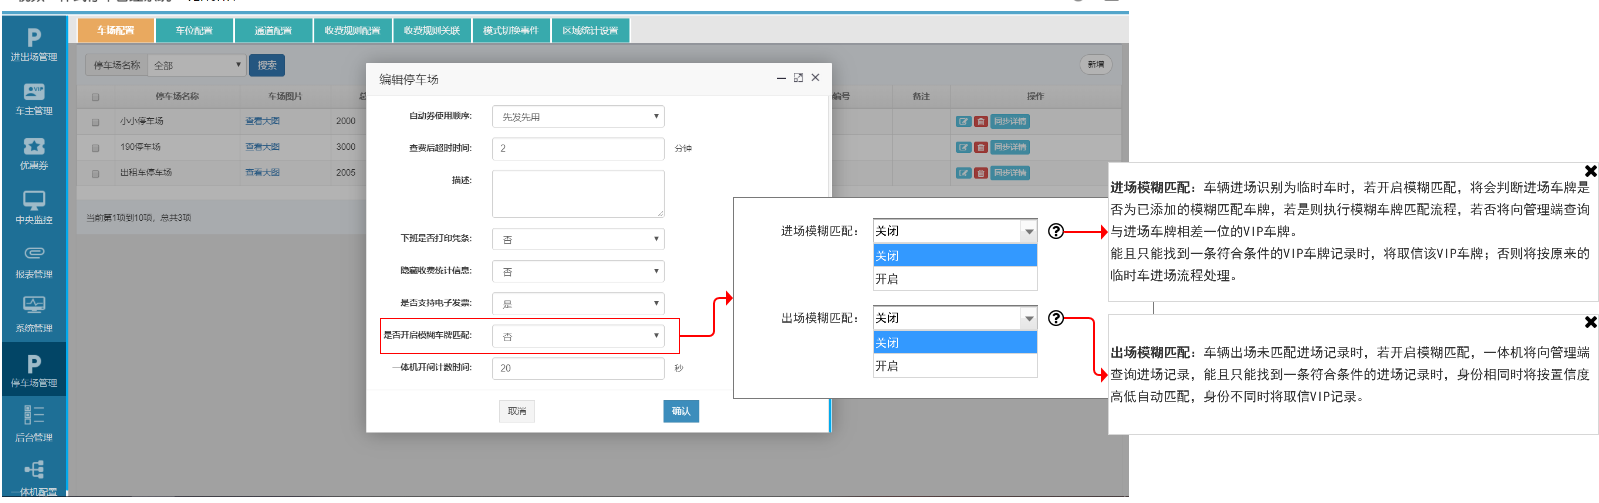 车场配置
车位配置
通道配置
收费规则配置
收费规则关联
模式切换事件
区域统计设置
进出场管理
车主管理
优惠券
中央监控
报表管理
系统管理
停车场管理
后台管理
一体机配置
停车场名称
全部
搜索
新增
停车场名称
车场图片
编号
备注
操作
小小停车场
查看大图
2000
同步详情
190停车场
查看大图
3000
同步详情
出租车停车场
查看大图
2005
同步详情
当前第1项到10项，总共3项
编辑停车场
自动券使用顺序:
先发先用
查费后超时时间:
2
分钟
描述:
下班是否打印凭条:
否
隐藏收费统计信息:
否
是否支持电子发票:
是
是否开启模糊车牌匹配:
否
一体机开闸计数时间:
20
秒
取消
确认
进场模糊匹配：
关闭
关闭
开启
出场模糊匹配：
关闭
关闭
开启
进场模糊匹配：车辆进场识别为临时车时，若开启模糊匹配，将会判断进场车牌是
否为已添加的模糊匹配车牌，若是则执行模糊车牌匹配流程，若否将向管理端查询
与进场车牌相差一位的VIP车牌。
能且只能找到一条符合条件的VIP车牌记录时，将取信该VIP车牌；否则将按原来的
临时车进场流程处理。
出场模糊匹配：车辆出场未匹配进场记录时，若开启模糊匹配，一体机将向管理端
查询进场记录，能且只能找到一条符合条件的进场记录时，身份相同时将按置信度
高低自动匹配，身份不同时将取信VIP记录。